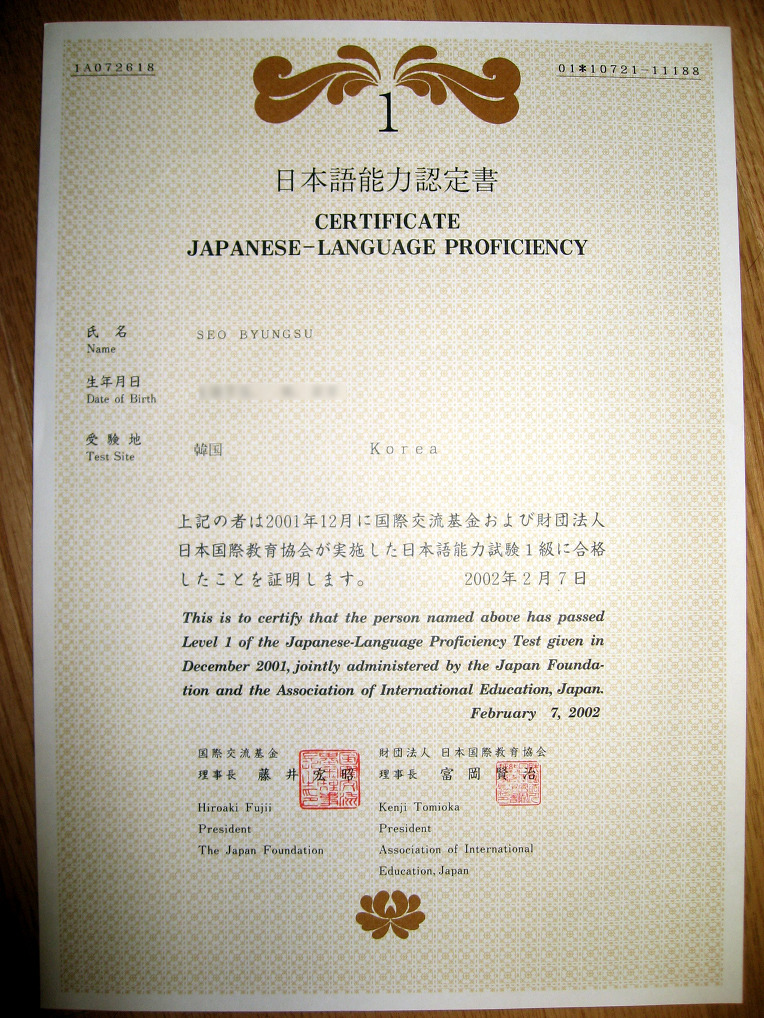 1A072618
01*10721-11188
1
日本語能力認定書
CERTIFICATE
JAPANESE-LANGUAGE PROFICIENCY
氏 名
Name
SEO BYUNGSU
生年月日
Date of Birth
受 験 地
Test Site
韓国 Korea
上記の者は2001年12月に国際交流基金および財団法人
日本国際教育協会が実施した日本語能力試験1級に合格
したことを証明します。 2002年2月7日
This is to certify that the person named above has passed
Level 1 of the Japanese-Language Proficiency Test given in
December 2001, jointly administered by the Japan Founda-
tion and the Association of International Education, Japan.
February 7, 2002
国際交流基金
理事長 藤井宏昭
Hiroaki Fujii
President
The Japan Foundation
財団法人 日本国際教育協会
理事長 富岡賢治
Kenji Tomioka
President
Association of International
Education, Japan